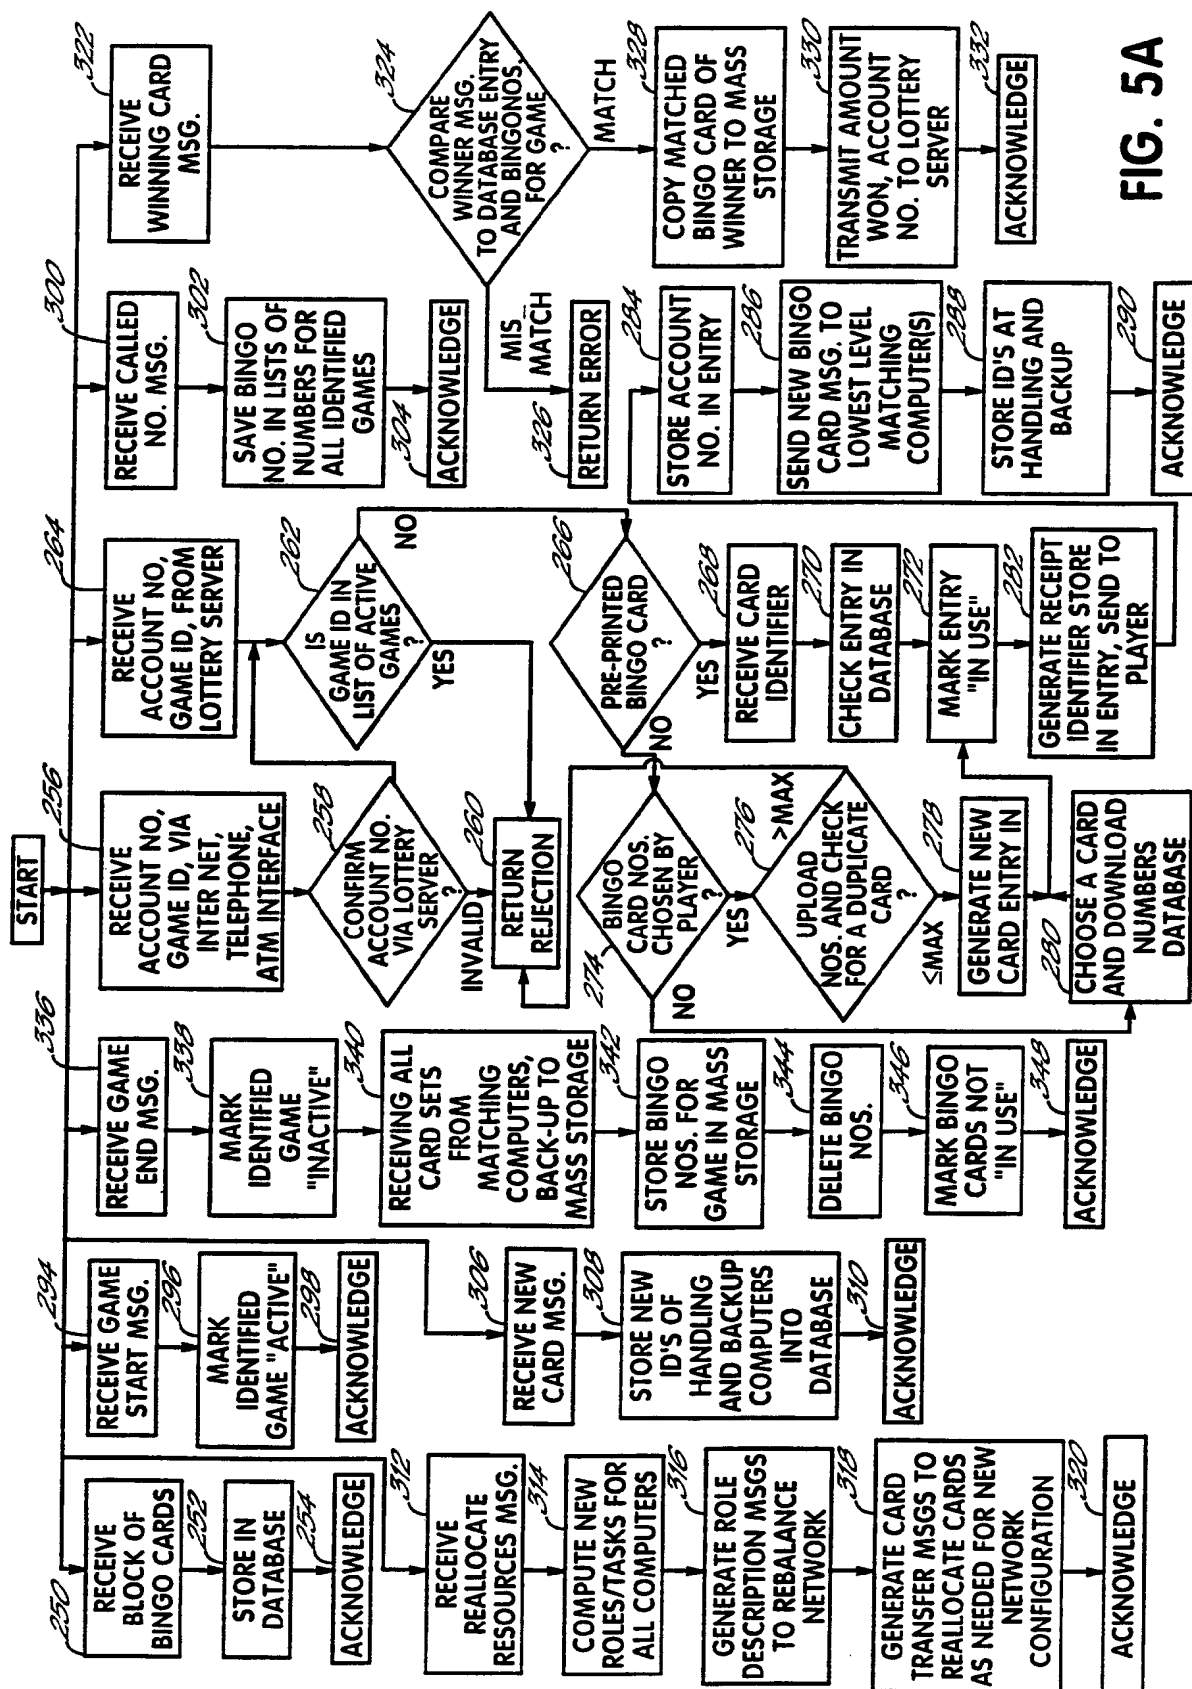 START
250
RECEIVE
BLOCK OF
BINGO CARDS
252
STORE IN
DATABASE
254
ACKNOWLEDGE
294
RECEIVE GAME
START MSG.
296
MARK
IDENTIFIED
GAME "ACTIVE"
298
ACKNOWLEDGE
336
RECEIVE GAME
END MSG.
338
MARK
IDENTIFIED
GAME
"INACTIVE"
340
RECEIVING ALL
CARD SETS
FROM
MATCHING
COMPUTERS,
BACK-UP TO
MASS STORAGE
342
STORE BINGO
NOS. FOR
GAME IN MASS
STORAGE
344
DELETE BINGO
NOS.
346
MARK BINGO
CARDS NOT
"IN USE"
348
ACKNOWLEDGE
256
RECEIVE
ACCOUNT NO,
GAME ID, VIA
INTER NET,
TELEPHONE,
ATM INTERFACE
258
CONFIRM
ACCOUNT NO.
VIA LOTTERY
SERVER
?
INVALID
260
RETURN
REJECTION
264
RECEIVE
ACCOUNT NO,
GAME ID, FROM
LOTTERY SERVER
262
IS
GAME ID IN
LIST OF ACTIVE
GAMES
?
NO
YES
266
PRE-PRINTED
BINGO CARD
?
NO
YES
268
RECEIVE CARD
IDENTIFIER
270
CHECK ENTRY IN
DATABASE
272
MARK ENTRY
"IN USE"
282
GENERATE RECEIPT
IDENTIFIER STORE
IN ENTRY, SEND TO
PLAYER
274
BINGO
CARD NOS.
CHOSEN BY
PLAYER
?
NO
YES
276
UPLOAD
NOS. AND CHECK
FOR A DUPLICATE
CARD
?
>MAX
≤MAX
278
GENERATE NEW
CARD ENTRY IN
280
CHOOSE A CARD
AND DOWNLOAD
NUMBERS
DATABASE
300
RECEIVE CALLED
NO. MSG.
302
SAVE BINGO
NO. IN LISTS OF
NUMBERS FOR
ALL IDENTIFIED
GAMES
304
ACKNOWLEDGE
322
RECEIVE
WINNING CARD
MSG.
324
COMPARE
WINNER MSG.
TO DATABASE ENTRY
AND BINGONOS.
FOR GAME
?
MIS_
MATCH
MATCH
326
RETURN ERROR
328
COPY MATCHED
BINGO CARD OF
WINNER TO MASS
STORAGE
330
TRANSMIT AMOUNT
WON, ACCOUNT
NO. TO LOTTERY
SERVER
332
ACKNOWLEDGE
284
STORE ACCOUNT
NO. IN ENTRY
286
SEND NEW BINGO
CARD MSG. TO
LOWEST LEVEL
MATCHING
COMPUTER(S)
288
STORE ID'S AT
HANDLING AND
BACKUP
290
ACKNOWLEDGE
306
RECEIVE NEW
CARD MSG.
308
STORE NEW
ID'S OF
HANDLING
AND BACKUP
COMPUTERS
INTO
DATABASE
310
ACKNOWLEDGE
312
RECEIVE
REALLOCATE
RESOURCES MSG.
314
COMPUTE NEW
ROLES/TASKS FOR
ALL COMPUTERS
316
GENERATE ROLE
DESCRIPTION MSGS
TO REBALANCE
NETWORK
318
GENERATE CARD
TRANSFER MSGS TO
REALLOCATE CARDS
AS NEEDED FOR NEW
NETWORK
CONFIGURATION
320
ACKNOWLEDGE
FIG. 5A